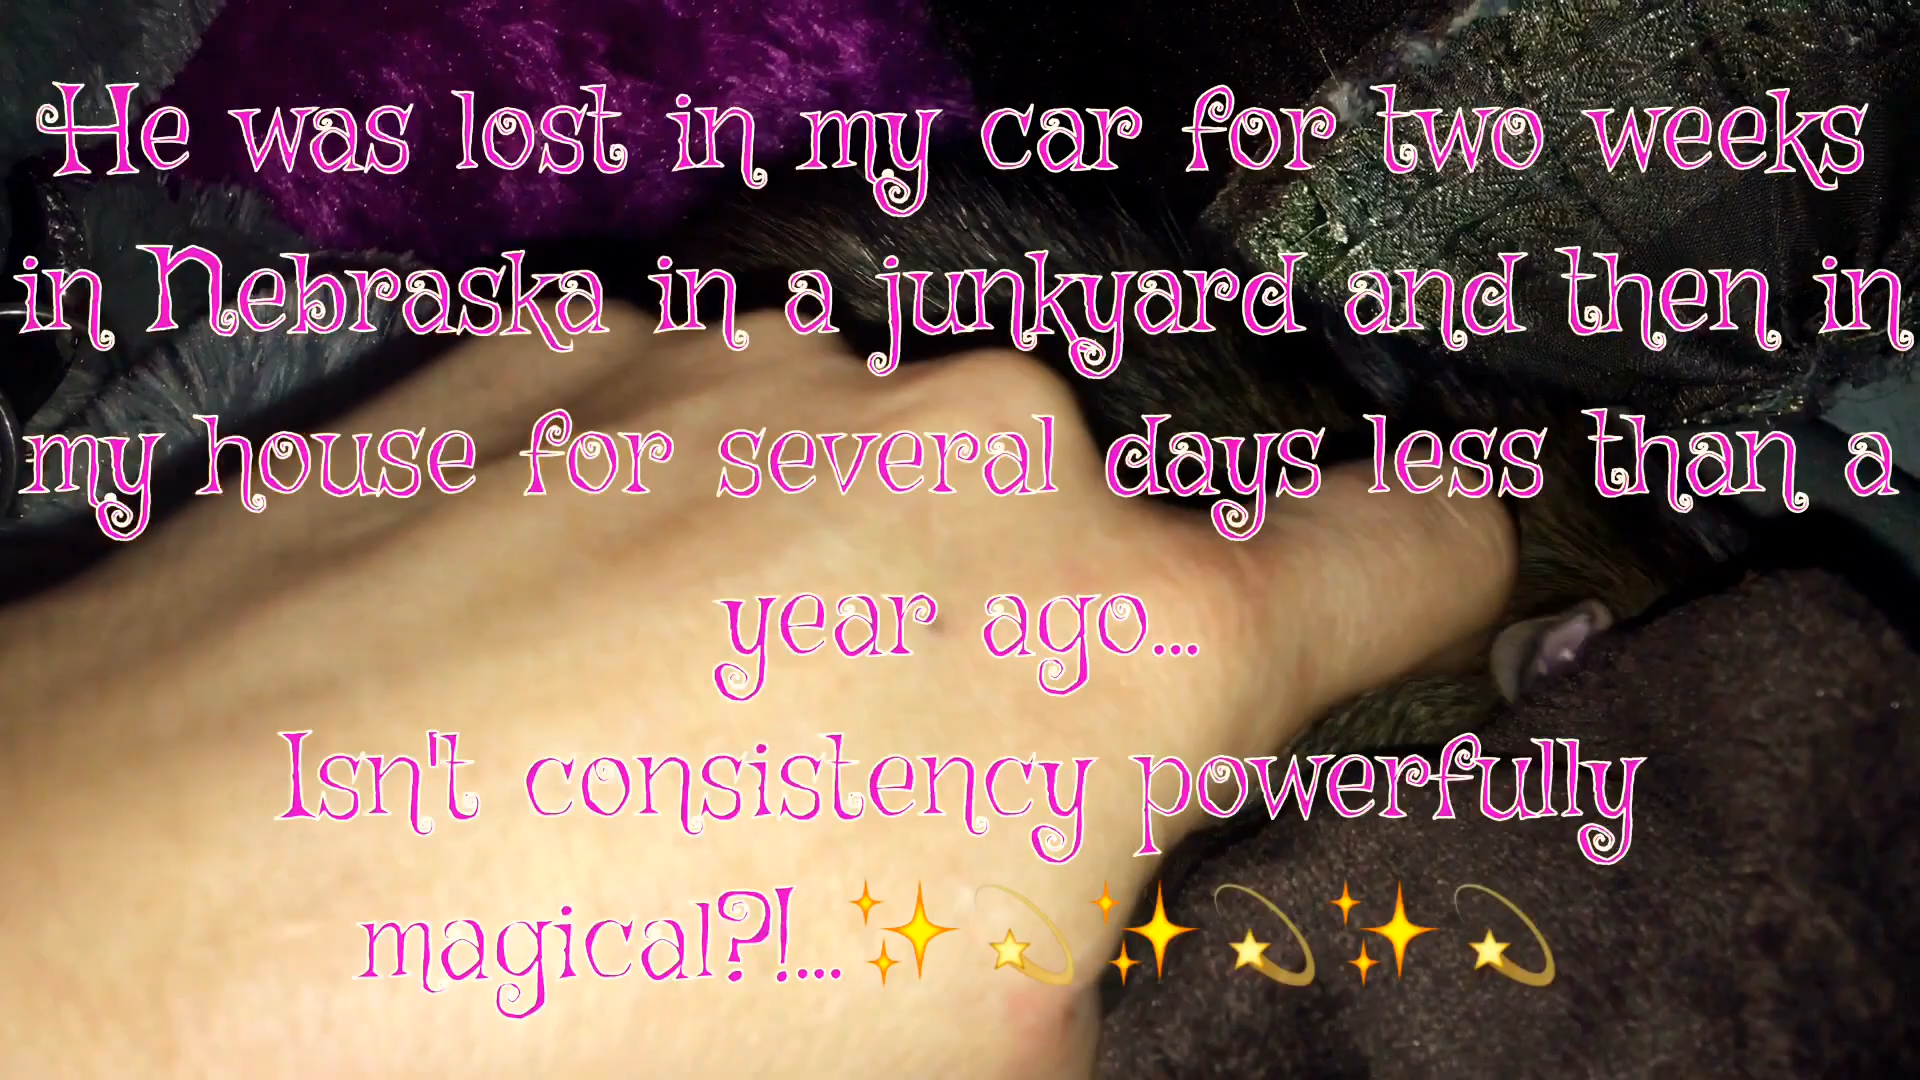 He was lost in my car for two weeks
in Nebraska in a junkyard and then in
my house for several days less than a
year ago...
Isn't consistency powerfully
magical?!...✨💫✨💫✨💫